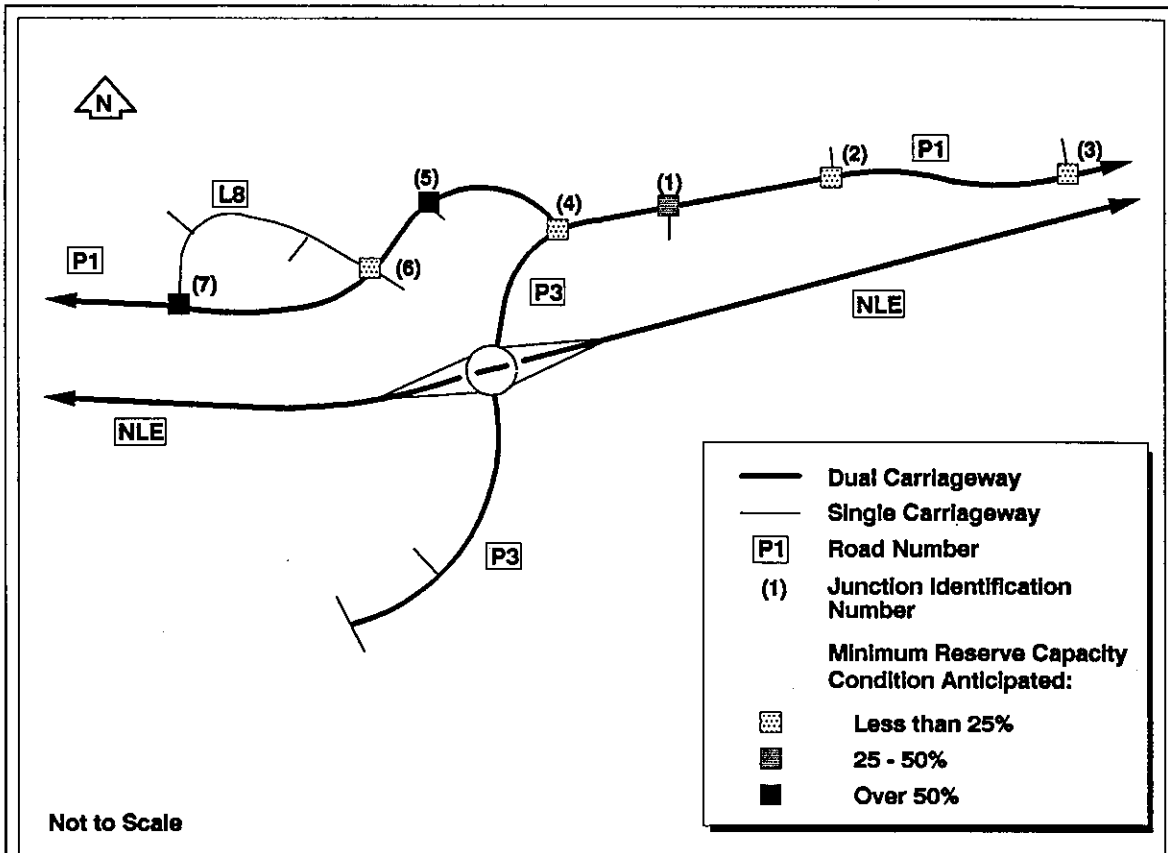 N
(2)
P1
(3)
(5)
(1)
L8
(4)
P1
(6)
(7)
P3
NLE
NLE
P3
Dual Carriageway
Single Carriageway
P1 Road Number
(1) Junction Identification
Number
Minimum Reserve Capacity
Condition Anticipated:
Less than 25%
25 - 50%
Over 50%
Not to Scale